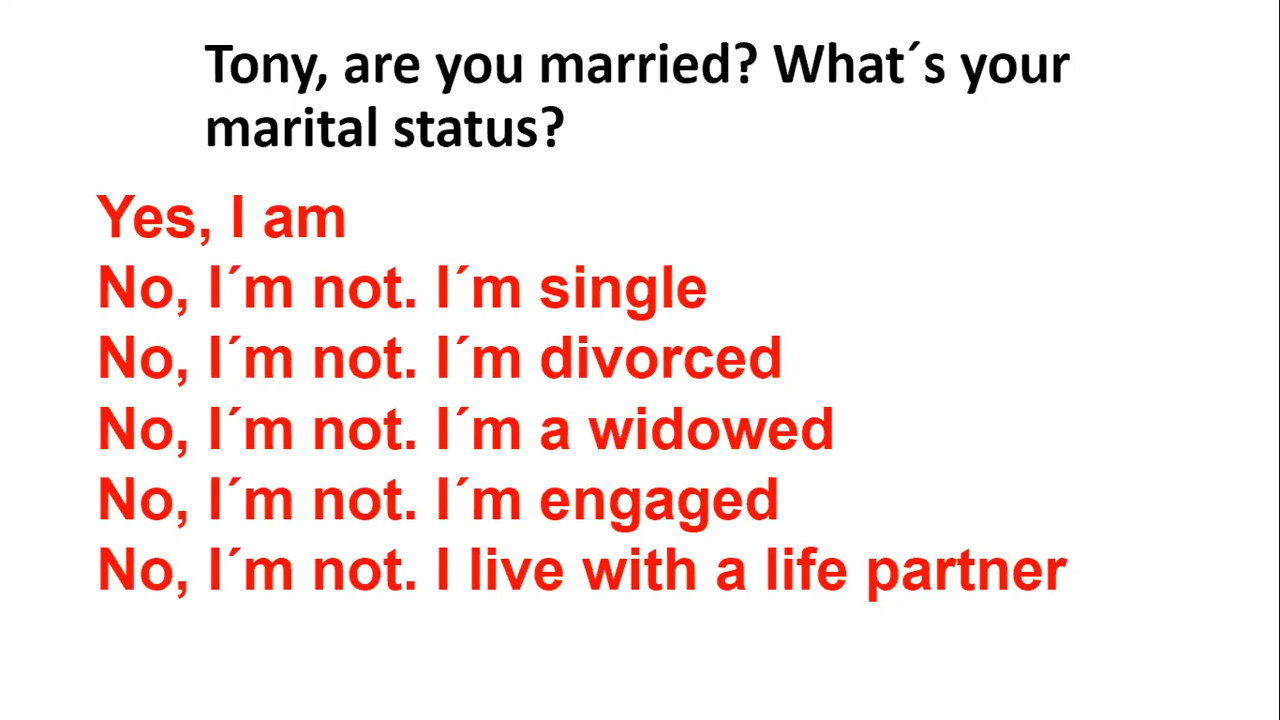 Tony, are you married? What´s your
marital status?
Yes, I am
No, I´m not. I´m single
No, I´m not. I´m divorced
No, I´m not. I´m a widowed
No, I´m not. I´m engaged
No, I´m not. I live with a life partner